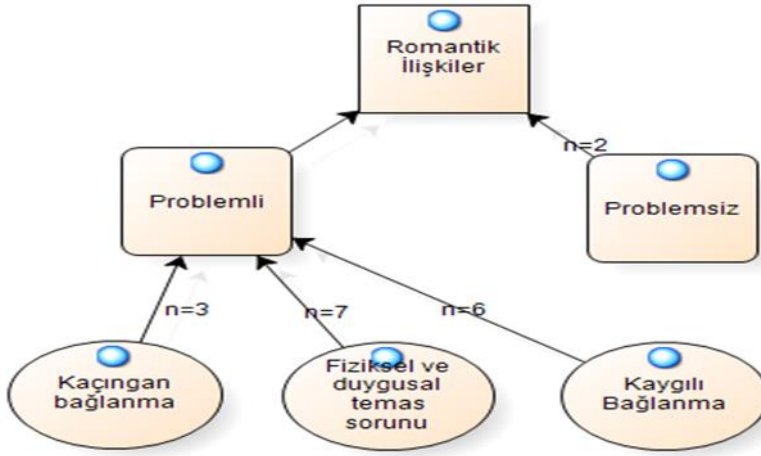 Romantik
İlişkiler
n=2
Problemli
Problemsiz
n=3
n=7
n=6
Kaçıngan
bağlanma
Fiziksel ve
duygusal
temas
sorunu
Kaygılı
Bağlanma